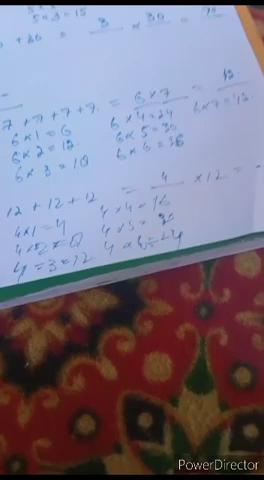 5 × 3 = 15
+ 30 = 3 × 30 =
7 + 7 + 7 + 7 = 6 × 7 =
6 × 1 = 6 6 × 4 = 24 6 × 7 = 42
6 × 2 = 12 6 × 5 = 30
6 × 3 = 18 6 × 6 = 36
12 + 12 + 12 = 4 × 12 =
4 × 1 = 4 4 × 4 = 16
4 × 2 = 8 4 × 5 = 20
4 = 3 = 12 4 × 6 = 24
PowerDirector